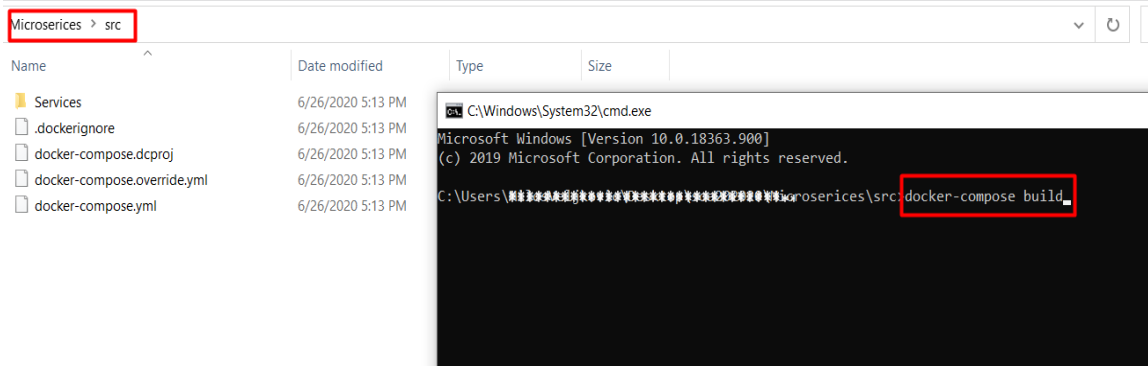 Microserices > src
Name Date modified Type Size
Services 6/26/2020 5:13 PM
.dockerignore 6/26/2020 5:13 PM
docker-compose.dcproj 6/26/2020 5:13 PM
docker-compose.override.yml 6/26/2020 5:13 PM
docker-compose.yml 6/26/2020 5:13 PM
C:\Windows\System32\cmd.exe
Microsoft Windows [Version 10.0.18363.900]
(c) 2019 Microsoft Corporation. All rights reserved.
C:\Users\ roserices\src>docker-compose build